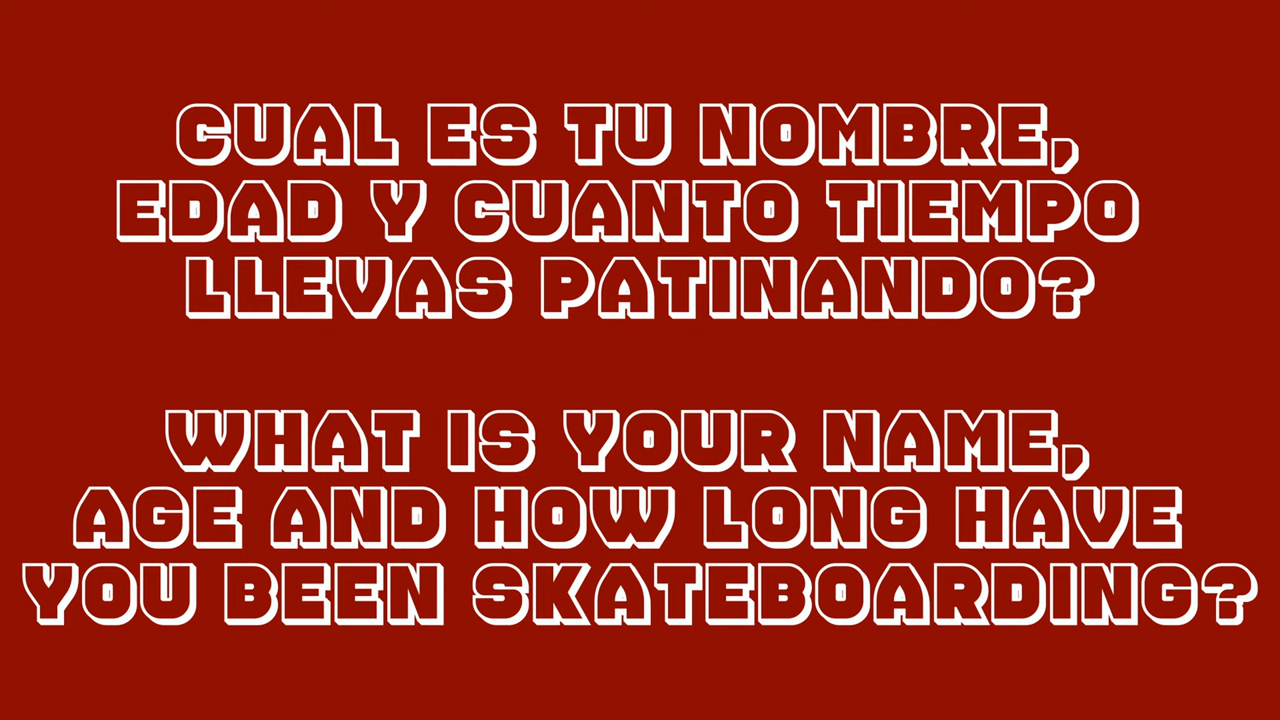 CUAL ES TU NOMBRE,
EDAD Y CUANTO TIEMPO
LLEVAS PATINANDO?
WHAT IS YOUR NAME,
AGE AND HOW LONG HAVE
YOU BEEN SKATEBOARDING?